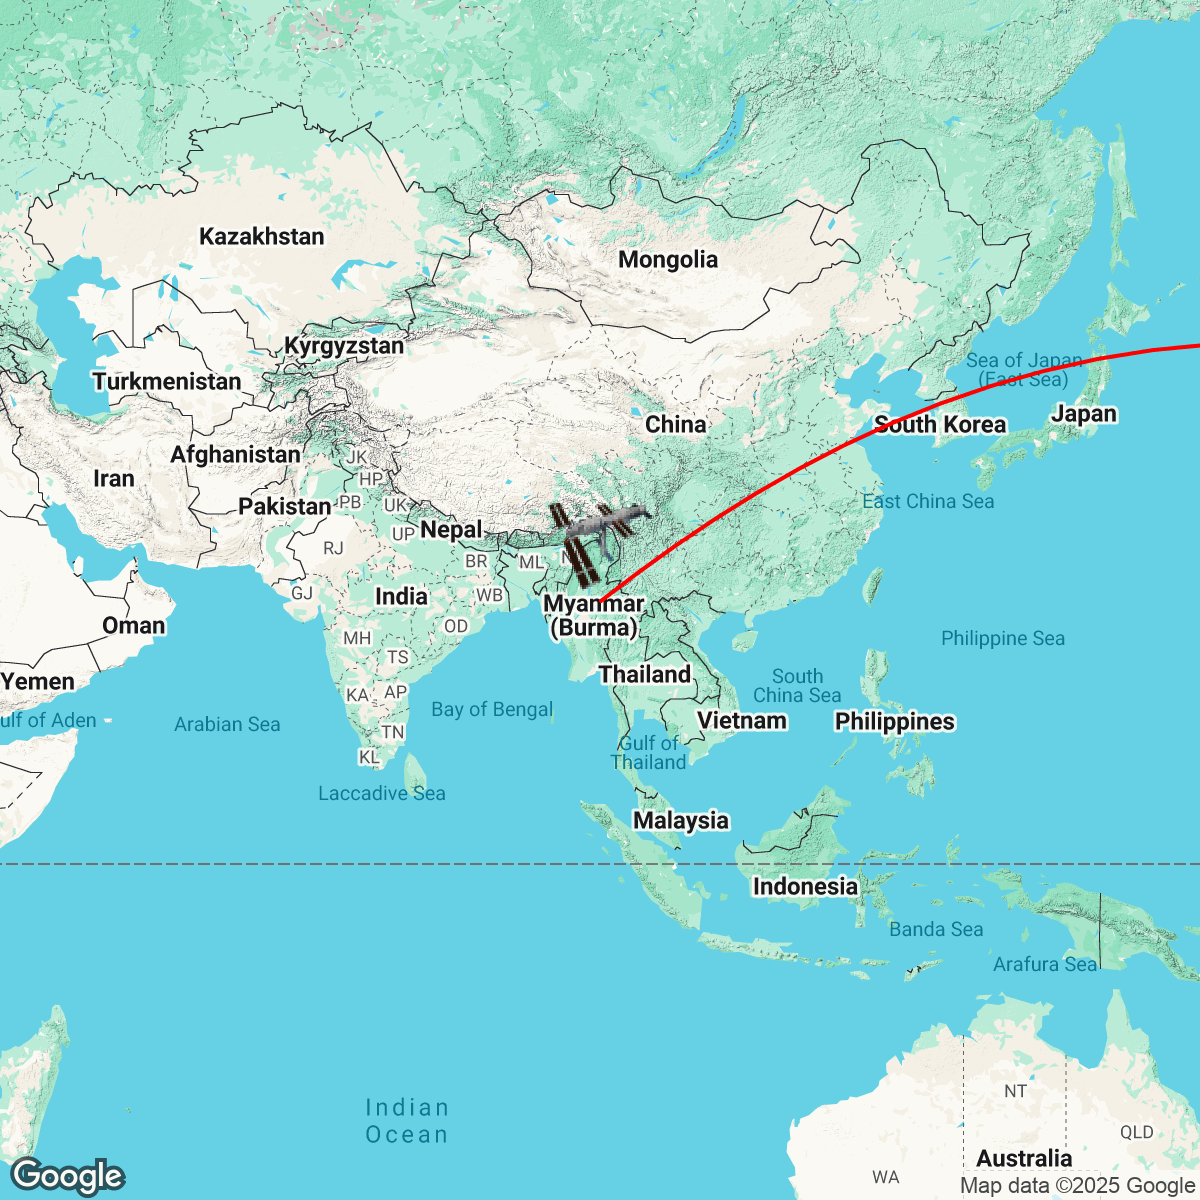 Kazakhstan
Mongolia
Kyrgyzstan
Turkmenistan
Sea of Japan
(East Sea)
Japan
South Korea
China
Afghanistan
JK
HP
Iran
PB
Pakistan
UK
East China Sea
Nepal
UP
RJ
BR
ML
N
GJ
India
WB
Myanmar
(Burma)
Oman
OD
MH
Philippine Sea
TS
Thailand
South
China Sea
Yemen
KA
AP
ulf of Aden
Arabian Sea
Bay of Bengal
Vietnam
Philippines
TN
Gulf of
Thailand
KL
Laccadive Sea
Malaysia
Indonesia
Banda Sea
Arafura Sea
NT
Indian
Ocean
QLD
Australia
WA
Google
Map data ©2025 Google